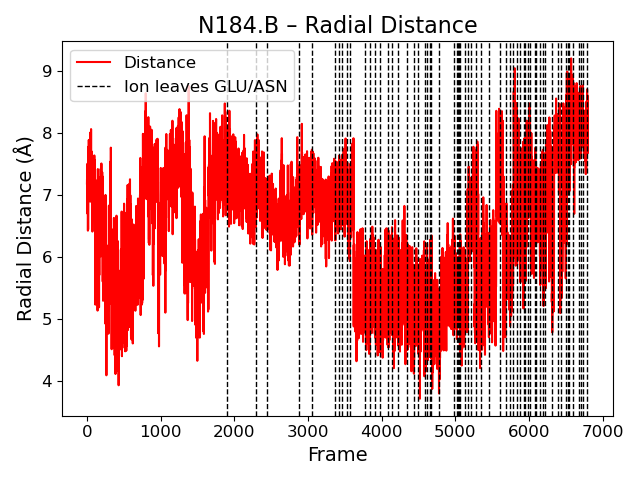 N184.B – Radial Distance
Distance
Ion leaves GLU/ASN
Radial Distance (Å)
9
8
7
6
5
4
0 1000 2000 3000 4000 5000 6000 7000
Frame